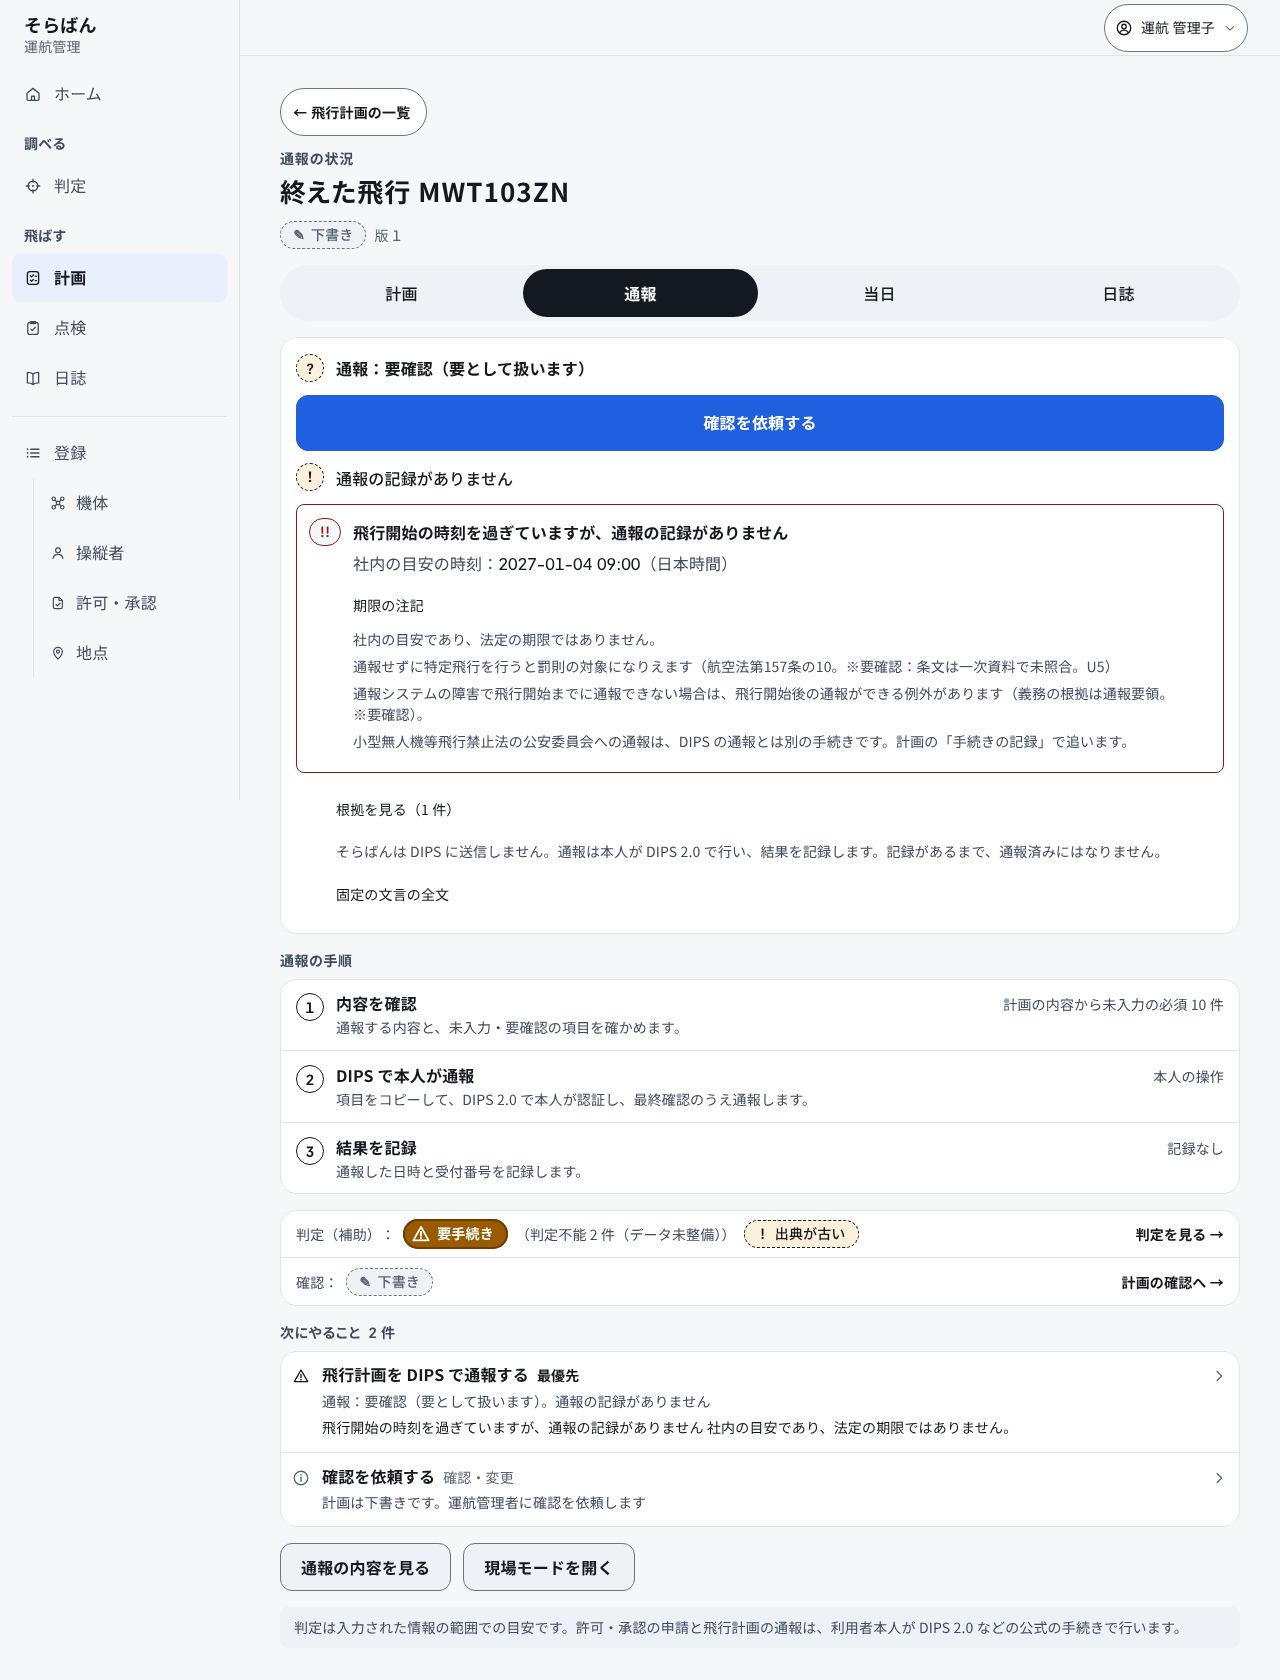 そらばん
運航管理
運航 管理子
ホーム
調べる
判定
飛ばす
計画
点検
日誌
登録
機体
操縦者
許可・承認
地点
← 飛行計画の一覧
通報の状況
終えた飛行 MWT103ZN
✎ 下書き 版 1
計画 通報 当日 日誌
? 通報：要確認（要として扱います）
確認を依頼する
! 通報の記録がありません
!! 飛行開始の時刻を過ぎていますが、通報の記録がありません
社内の目安の時刻：2027-01-04 09:00（日本時間）
期限の注記
社内の目安であり、法定の期限ではありません。
通報せずに特定飛行を行うと罰則の対象になりえます（航空法第157条の10。※要確認：条文は一次資料で未照合。U5）
通報システムの障害で飛行開始までに通報できない場合は、飛行開始後の通報ができる例外があります（義務の根拠は通報要領。
※要確認）。
小型無人機等飛行禁止法の公安委員会への通報は、DIPS の通報とは別の手続きです。計画の「手続きの記録」で追います。
根拠を見る（1 件）
そらばんは DIPS に送信しません。通報は本人が DIPS 2.0 で行い、結果を記録します。記録があるまで、通報済みにはなりません。
固定の文言の全文
通報の手順
1 内容を確認 計画の内容から未入力の必須 10 件
通報する内容と、未入力・要確認の項目を確かめます。
2 DIPS で本人が通報 本人の操作
項目をコピーして、DIPS 2.0 で本人が認証し、最終確認のうえ通報します。
3 結果を記録 記録なし
通報した日時と受付番号を記録します。
判定（補助）： 要手続き （判定不能 2 件（データ未整備）） ! 出典が古い 判定を見る →
確認： ✎ 下書き 計画の確認へ →
次にやること 2 件
飛行計画を DIPS で通報する 最優先
通報：要確認（要として扱います）。通報の記録がありません
飛行開始の時刻を過ぎていますが、通報の記録がありません 社内の目安であり、法定の期限ではありません。
確認を依頼する 確認・変更
計画は下書きです。運航管理者に確認を依頼します
通報の内容を見る 現場モードを開く
判定は入力された情報の範囲での目安です。許可・承認の申請と飛行計画の通報は、利用者本人が DIPS 2.0 などの公式の手続きで行います。